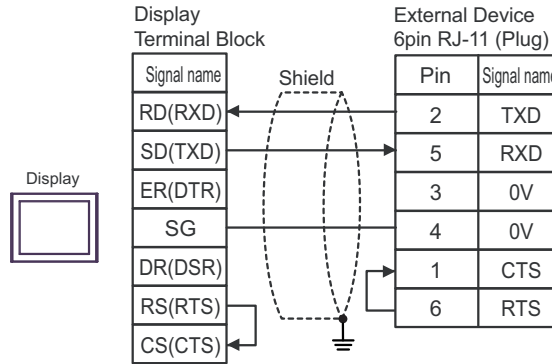 Display
Terminal Block
External Device
6pin RJ-11 (Plug)
Signal name
Shield
Pin
Signal name
RD(RXD)
2
TXD
SD(TXD)
5
RXD
ER(DTR)
3
0V
Display
SG
4
0V
DR(DSR)
1
CTS
RS(RTS)
6
RTS
CS(CTS)